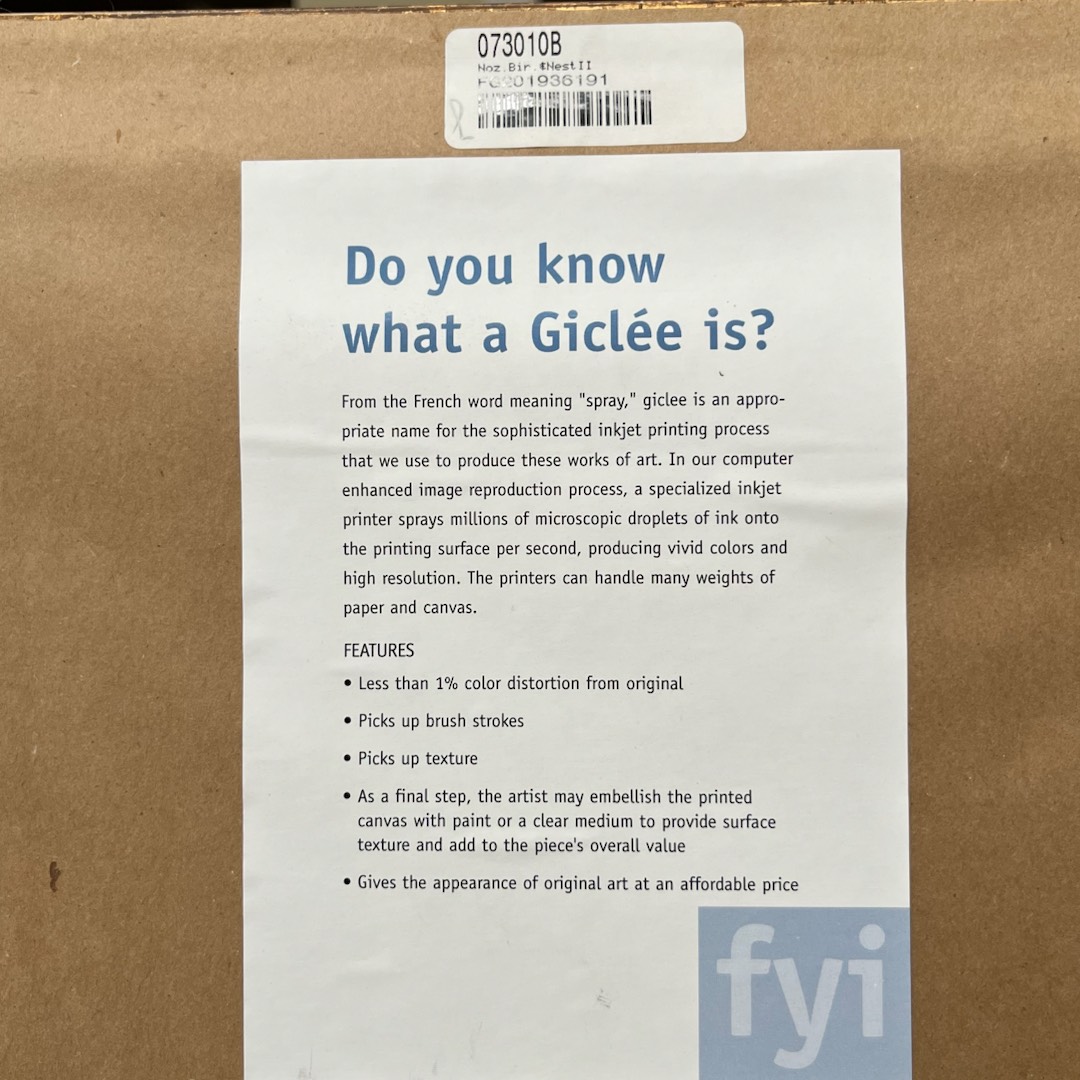 073010B
Noz.Bir.&NestII
201936191
Do you know
what a Giclée is?
From the French word meaning "spray," giclee is an appro-
priate name for the sophisticated inkjet printing process
that we use to produce these works of art. In our computer
enhanced image reproduction process, a specialized inkjet
printer sprays millions of microscopic droplets of ink onto
the printing surface per second, producing vivid colors and
high resolution. The printers can handle many weights of
paper and canvas.
FEATURES
• Less than 1% color distortion from original
• Picks up brush strokes
• Picks up texture
• As a final step, the artist may embellish the printed
canvas with paint or a clear medium to provide surface
texture and add to the piece's overall value
• Gives the appearance of original art at an affordable price
fyi